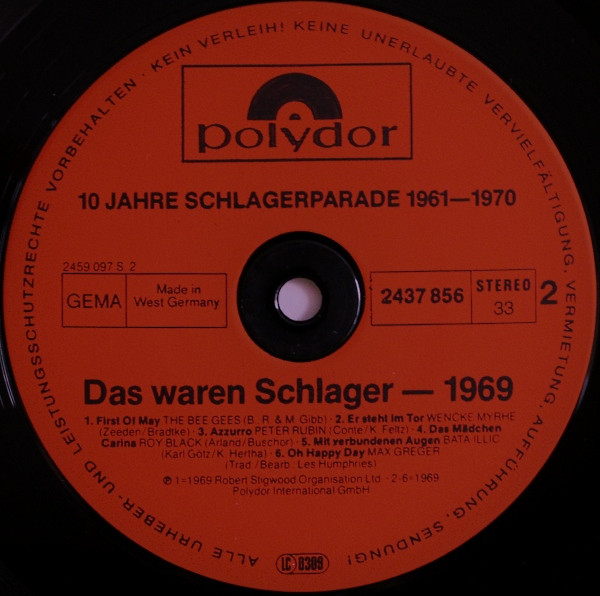 ALLE URHEBER- UND LEISTUNGSSCHUTZRECHTE VORBEHALTEN · KEIN VERLEIH! KEINE UNERLAUBTE VERVIELFÄLTIGUNG, VERMIETUNG, AUFFÜHRUNG, SENDUNG!
polydor
10 JAHRE SCHLAGERPARADE 1961—1970
2459 097 S 2
GEMA
Made in
West Germany
2437 856
STEREO
33
2
Das waren Schlager — 1969
1. First Of May THE BEE GEES (B., R. & M. Gibb) · 2. Er steht im Tor WENCKE MYRHE
(Zeeden/Bradtke) · 3. Azzurro PETER RUBIN (Conte/K. Feltz) · 4. Das Mädchen
Carina ROY BLACK (Arland/Buschor) · 5. Mit verbundenen Augen BATA ILLIC
(Karl Götz/K. Hertha) · 6. Oh Happy Day MAX GREGER
(Trad./Bearb.: Les Humphries)
℗ 1=1969 Robert Stigwood Organisation Ltd. · 2-6=1969
Polydor International GmbH
LC 0309